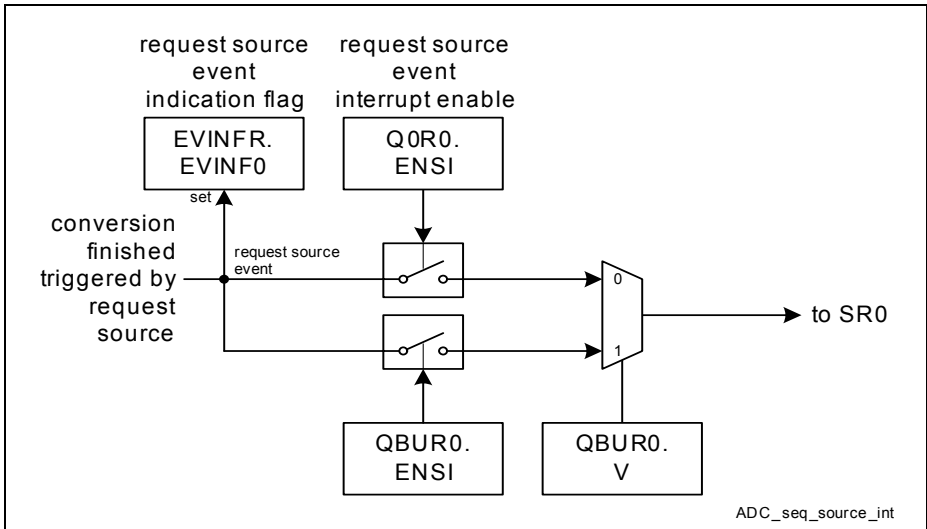 request source
event
indication flag
request source
event
interrupt enable
EVINFR.
EVINF0
Q0R0.
ENSI
set
conversion
finished
triggered by
request
source
request source
event
0
1
to SR0
QBUR0.
ENSI
QBUR0.
V
ADC_seq_source_int